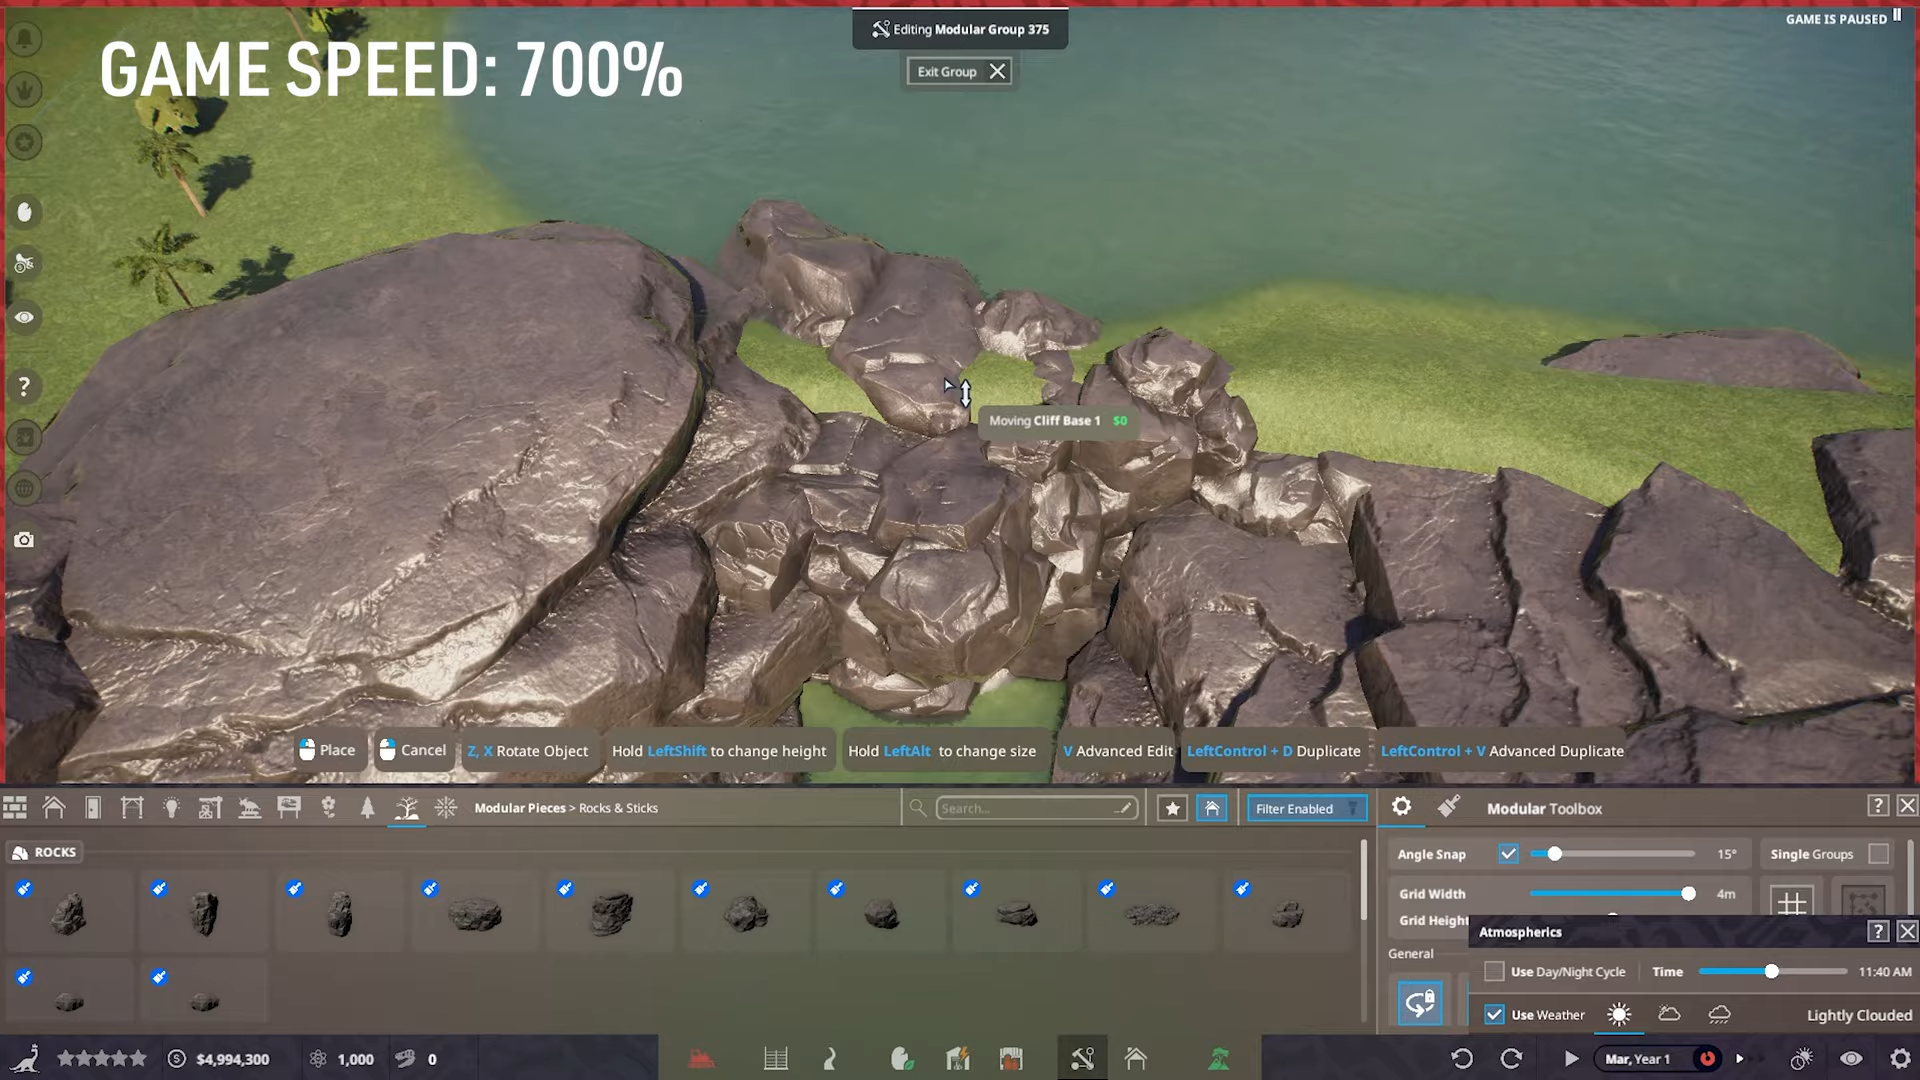 GAME IS PAUSED
Editing Modular Group 375
Exit Group
GAME SPEED: 700%
Moving Cliff Base 1 $0
Place
Cancel
Z, X Rotate Object
Hold LeftShift to change height
Hold LeftAlt to change size
V Advanced Edit
LeftControl + D Duplicate
LeftControl + V Advanced Duplicate
Modular Pieces > Rocks & Sticks
Search...
Filter Enabled
Modular Toolbox
?
ROCKS
Angle Snap
15°
Single Groups
Grid Width
4m
Grid Height
General
Atmospherics
?
Use Day/Night Cycle
Time
11:40 AM
Use Weather
Lightly Clouded
$4,994,300
1,000
0
Mar, Year 1